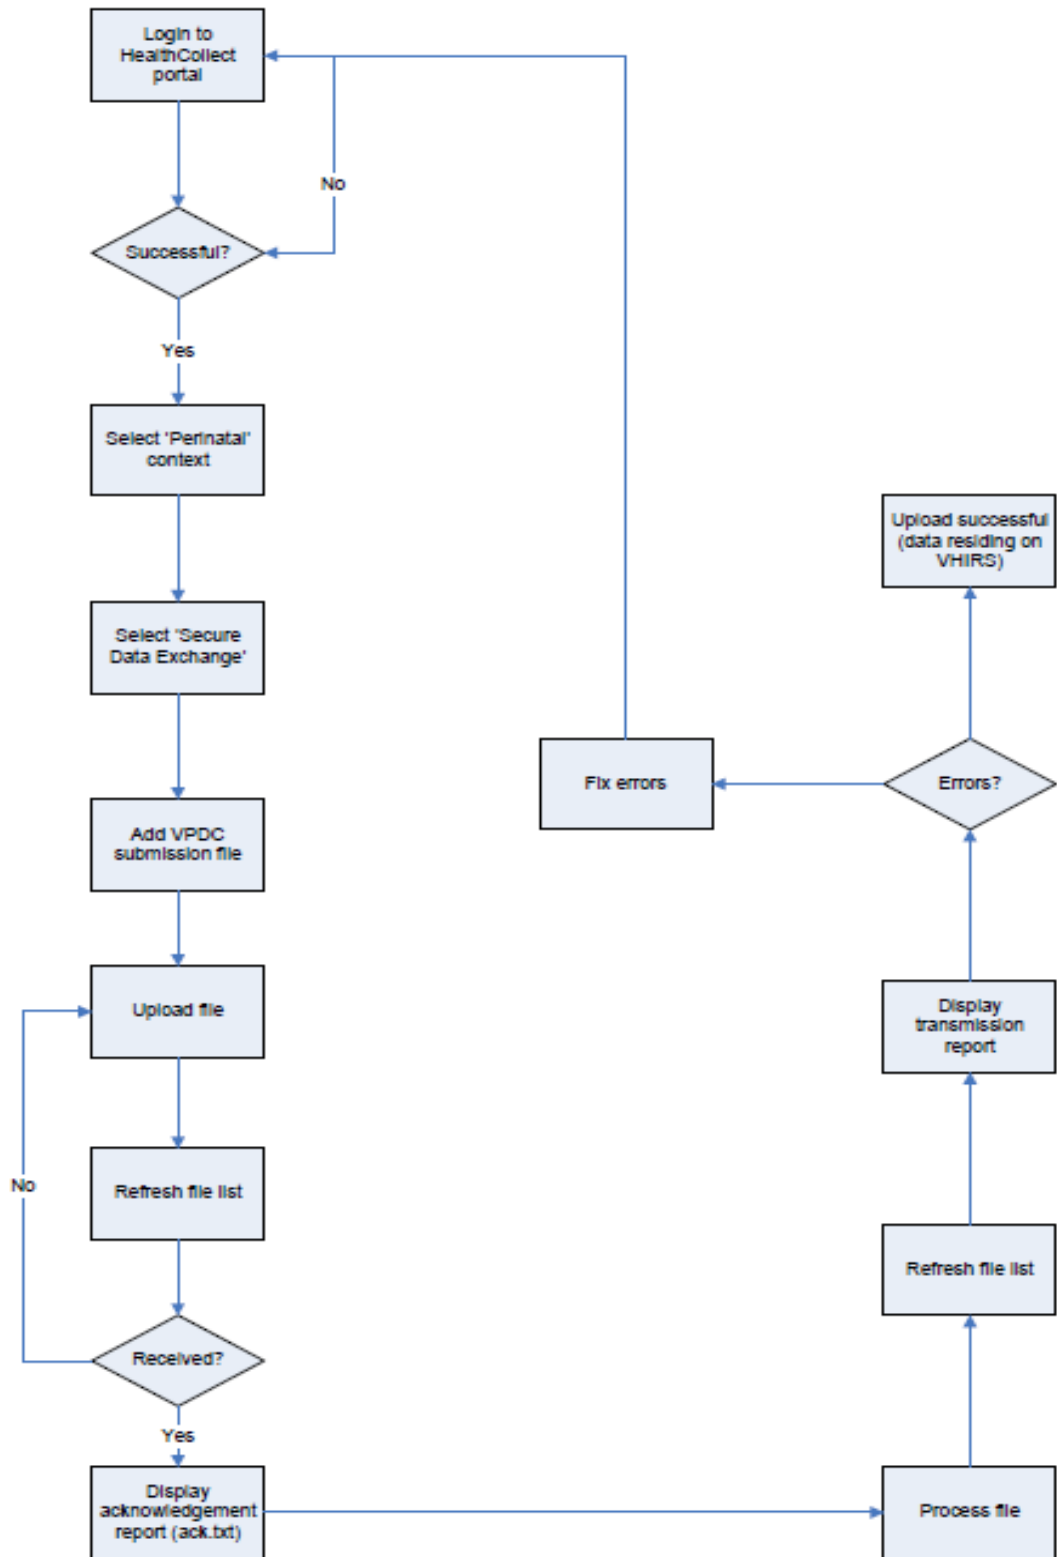 Login to
HealthCollect
portal
No
Successful?
Yes
Select 'Perinatal'
context
Select 'Secure
Data Exchange'
Add VPDC
submission file
Upload file
Refresh file list
No
Received?
Yes
Display
acknowledgement
report (ack.txt)
Process file
Refresh file list
Display
transmission
report
Errors?
Fix errors
Upload successful
(data residing on
VHIRS)